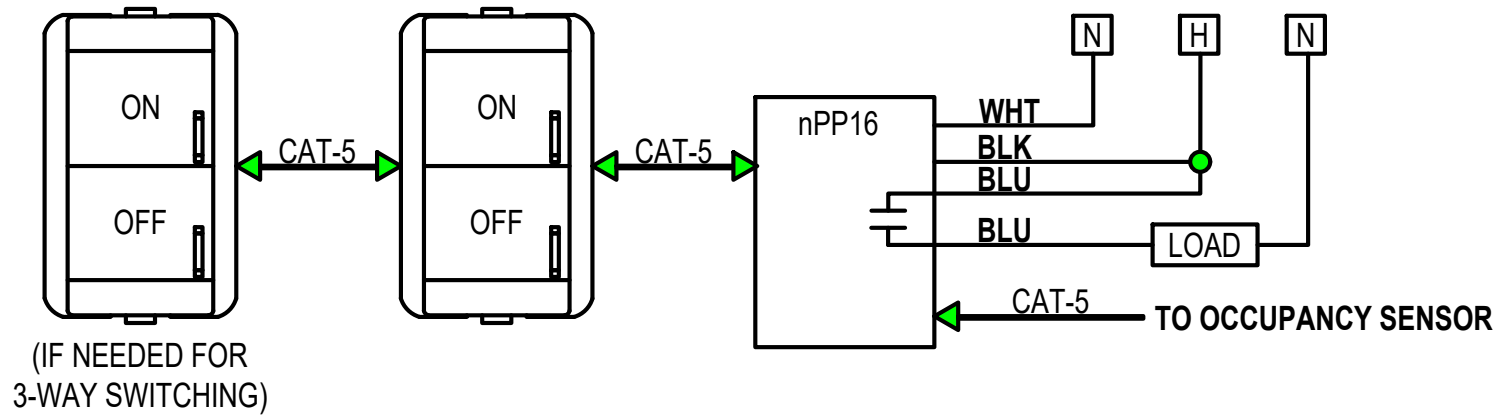 ON
OFF
(IF NEEDED FOR
3-WAY SWITCHING)
CAT-5
ON
OFF
CAT-5
nPP16
N
H
N
WHT
BLK
BLU
BLU
LOAD
CAT-5
TO OCCUPANCY SENSOR